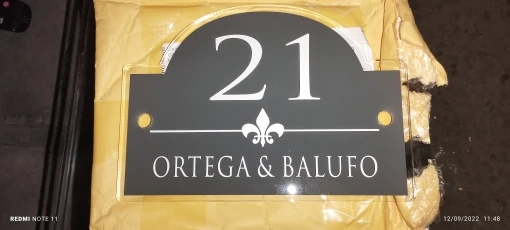 21
ORTEGA & BALUFO
REDMI NOTE 11
12/09/2022 11:48